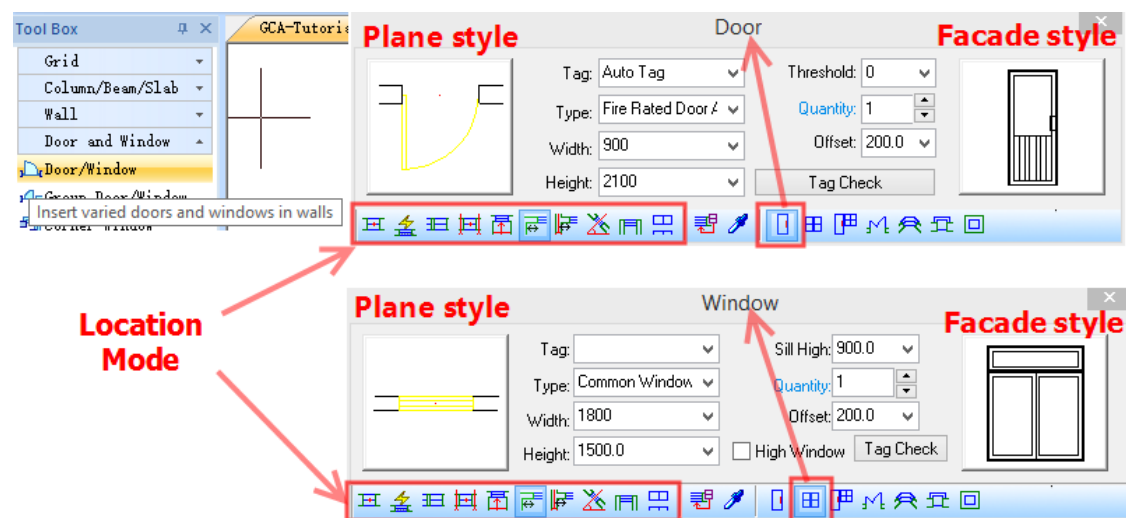 Tool Box
GCA-Tutoria
Grid
Column/Beam/Slab
Wall
Door and Window
Door/Window
Group Door/Window
Insert varied doors and windows in walls
Corner Window
Plane style
Door
Facade style
Tag: Auto Tag
Threshold: 0
Type: Fire Rated Door A
Quantity: 1
Width: 900
Offset: 200.0
Height: 2100
Tag Check
Location
Mode
Plane style
Window
Facade style
Tag:
Sill High: 900.0
Type: Common Window
Quantity: 1
Width: 1800
Offset: 200.0
Height: 1500.0
High Window
Tag Check